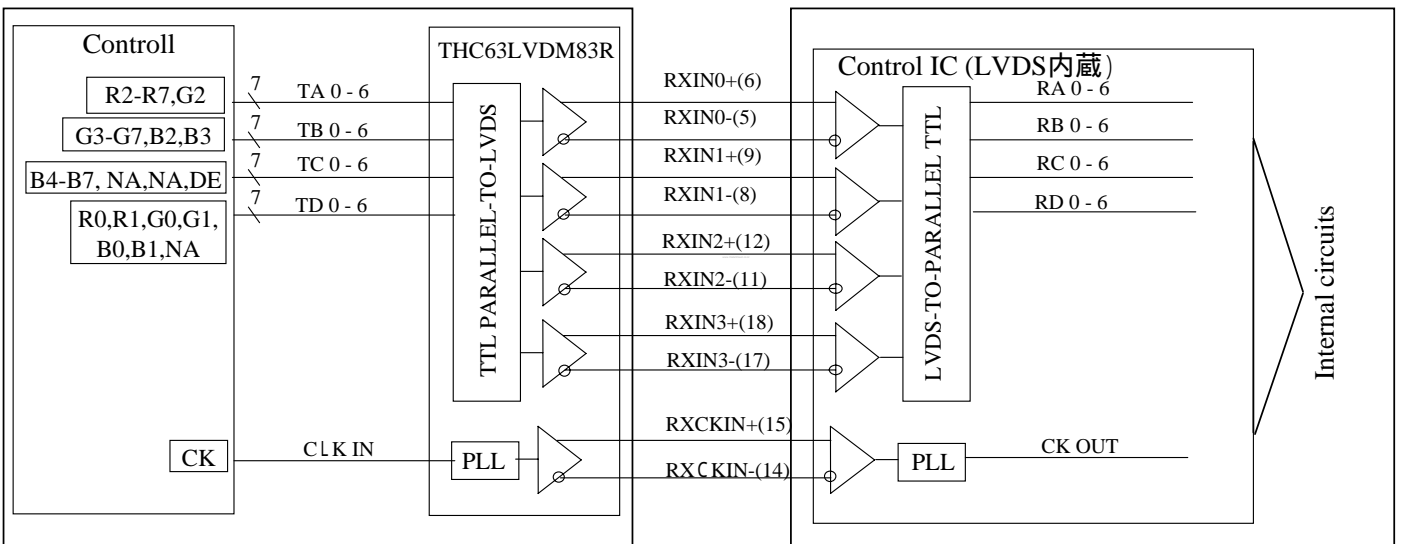 Controll
R2-R7,G2
G3-G7,B2,B3
B4-B7, NA,NA,DE
R0,R1,G0,G1,
B0,B1,NA
CK
7
TA 0 - 6
7
TB 0 - 6
7
TC 0 - 6
7
TD 0 - 6
CLK IN
THC63LVDM83R
TTL PARALLEL-TO-LVDS
PLL
RXIN0+(6)
RXIN0-(5)
RXIN1+(9)
RXIN1-(8)
RXIN2+(12)
RXIN2-(11)
RXIN3+(18)
RXIN3-(17)
RXCKIN+(15)
RXCKIN-(14)
Control IC (LVDS内蔵)
LVDS-TO-PARALLEL TTL
PLL
RA 0 - 6
RB 0 - 6
RC 0 - 6
RD 0 - 6
CK OUT
Internal circuits